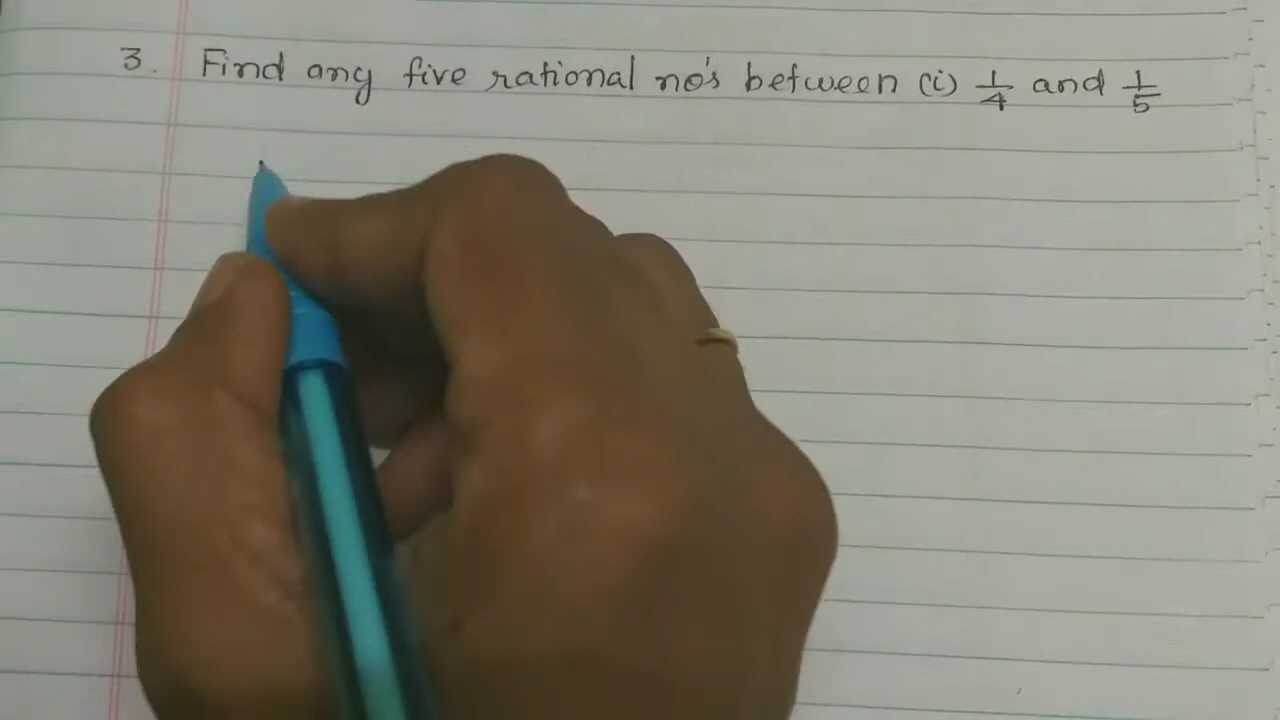 3. Find any five rational no's between (i) 1/4 and 1/5